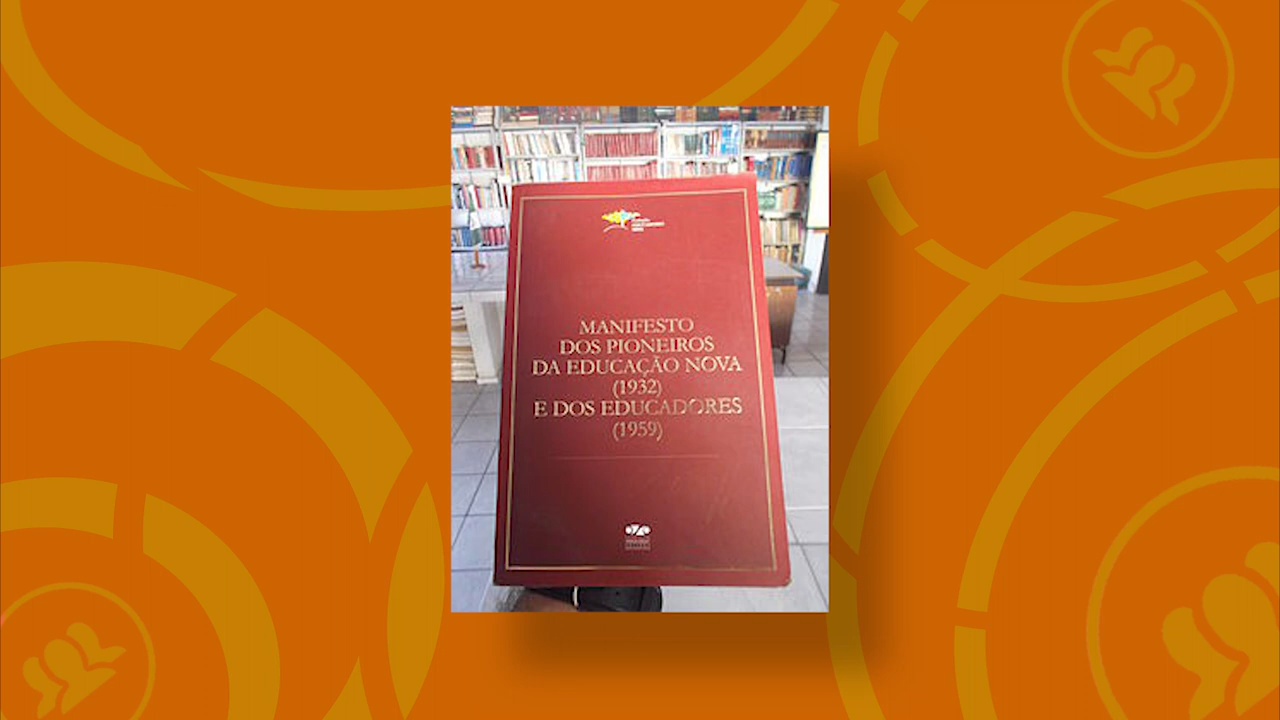 MANIFESTO
DOS PIONEIROS
DA EDUCAÇÃO NOVA
(1932)
E DOS EDUCADORES
(1959)